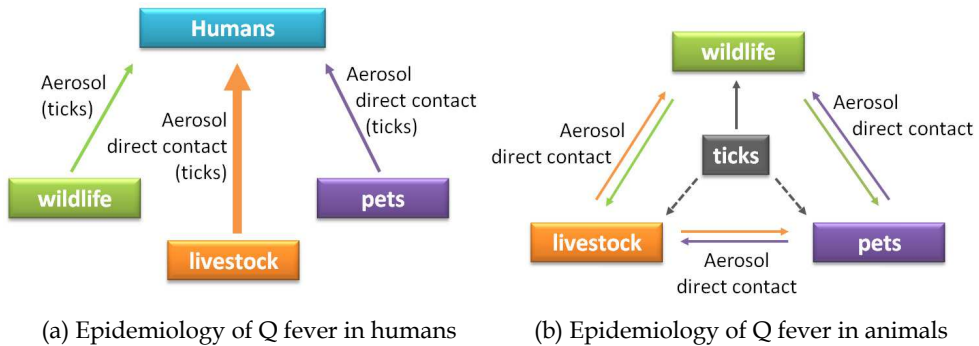 Humans
Aerosol
(ticks)
Aerosol
direct contact
(ticks)
Aerosol
direct contact
(ticks)
wildlife
pets
livestock
(a) Epidemiology of Q fever in humans
wildlife
Aerosol
direct contact
Aerosol
direct contact
ticks
livestock
pets
Aerosol
direct contact
(b) Epidemiology of Q fever in animals